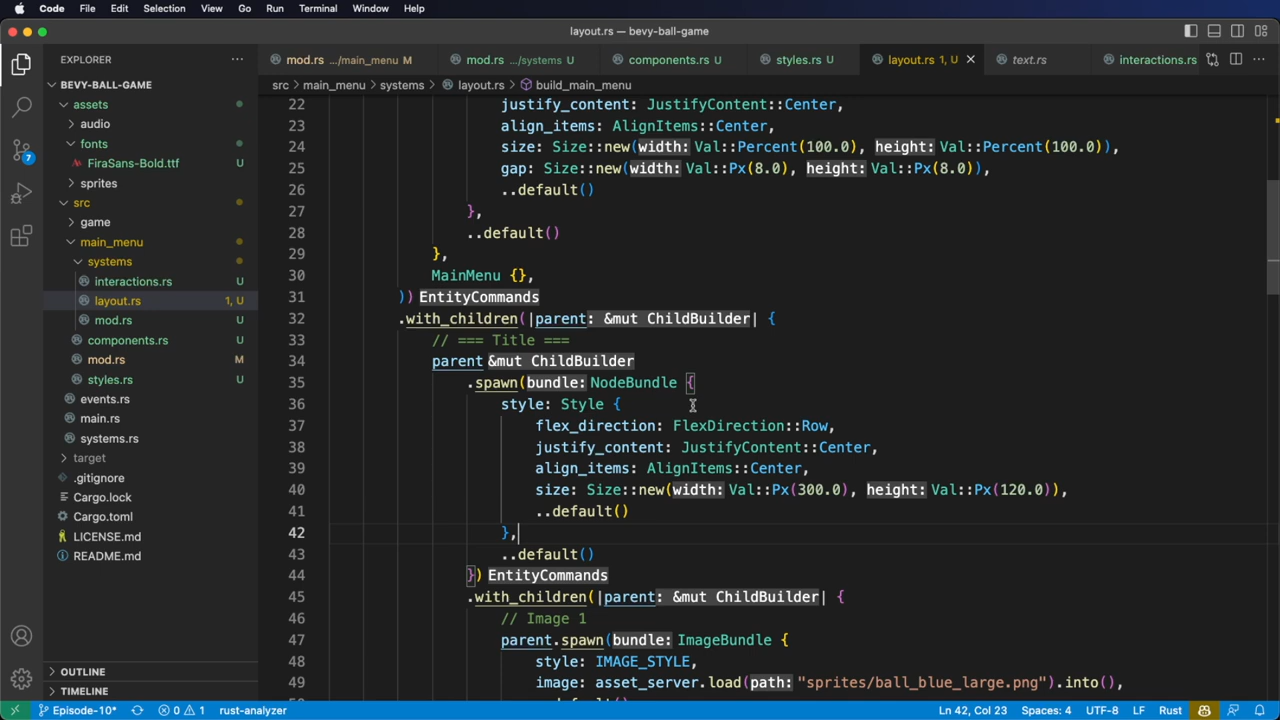 Code File Edit Selection View Go Run Terminal Window Help
layout.rs — bevy-ball-game
EXPLORER
mod.rs .../main_menu M
mod.rs .../systems U
components.rs U
styles.rs U
layout.rs 1, U
text.rs
interactions.rs
BEVY-BALL-GAME
src > main_menu > systems > layout.rs > build_main_menu
assets
audio
fonts
FiraSans-Bold.ttf U
sprites
src
game
main_menu
systems
interactions.rs U
layout.rs 1, U
mod.rs U
components.rs U
mod.rs M
styles.rs U
events.rs
main.rs
systems.rs
target
.gitignore
Cargo.lock
Cargo.toml
LICENSE.md
README.md
OUTLINE
TIMELINE
7
22 justify_content: JustifyContent::Center,
23 align_items: AlignItems::Center,
24 size: Size::new(width: Val::Percent(100.0), height: Val::Percent(100.0)),
25 gap: Size::new(width: Val::Px(8.0), height: Val::Px(8.0)),
26 ..default()
27 },
28 ..default()
29 },
30 MainMenu {},
31 )) EntityCommands
32 .with_children(|parent: &mut ChildBuilder| {
33 // === Title ===
34 parent &mut ChildBuilder
35 .spawn(bundle: NodeBundle {
36 style: Style {
37 flex_direction: FlexDirection::Row,
38 justify_content: JustifyContent::Center,
39 align_items: AlignItems::Center,
40 size: Size::new(width: Val::Px(300.0), height: Val::Px(120.0)),
41 ..default()
42 },
43 ..default()
44 }) EntityCommands
45 .with_children(|parent: &mut ChildBuilder| {
46 // Image 1
47 parent.spawn(bundle: ImageBundle {
48 style: IMAGE_STYLE,
49 image: asset_server.load(path: "sprites/ball_blue_large.png").into(),
Episode-10* 0 1 rust-analyzer Ln 42, Col 23 Spaces: 4 UTF-8 LF Rust